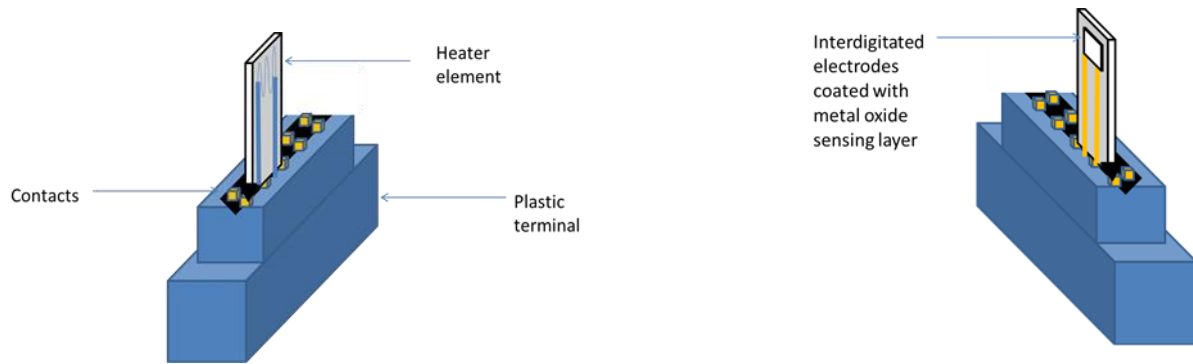 Heater
element
Contacts
Plastic
terminal
Interdigitated
electrodes
coated with
metal oxide
sensing layer